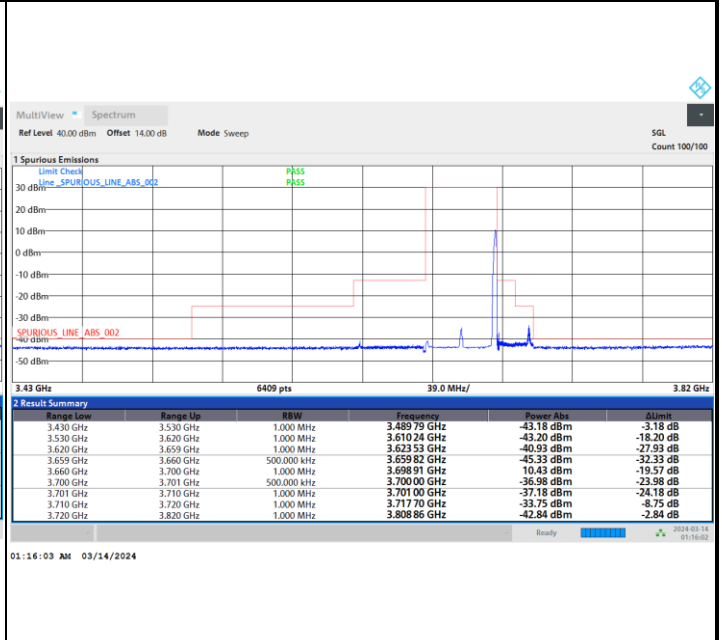 MultiView Spectrum
Ref Level 40.00 dBm Offset 14.00 dB Mode Sweep SGL
Count 100/100
1 Spurious Emissions
Limit Check PASS
Line _SPURIOUS_LINE_ABS_002 PASS
30 dBm
20 dBm
10 dBm
0 dBm
-10 dBm
-20 dBm
-30 dBm
SPURIOUS_LINE_ABS_002
-40 dBm
-50 dBm
3.43 GHz 6409 pts 39.0 MHz/ 3.82 GHz
2 Result Summary
Range Low Range Up RBW Frequency Power Abs ΔLimit
3.430 GHz 3.530 GHz 1.000 MHz 3.489 79 GHz -43.18 dBm -3.18 dB
3.530 GHz 3.620 GHz 1.000 MHz 3.610 24 GHz -43.20 dBm -18.20 dB
3.620 GHz 3.659 GHz 1.000 MHz 3.623 53 GHz -40.93 dBm -27.93 dB
3.659 GHz 3.660 GHz 500.000 kHz 3.659 82 GHz -45.33 dBm -32.33 dB
3.660 GHz 3.700 GHz 1.000 MHz 3.698 91 GHz 10.43 dBm -19.57 dB
3.700 GHz 3.701 GHz 500.000 kHz 3.700 00 GHz -36.98 dBm -23.98 dB
3.701 GHz 3.710 GHz 1.000 MHz 3.701 00 GHz -37.18 dBm -24.18 dB
3.710 GHz 3.720 GHz 1.000 MHz 3.717 70 GHz -33.75 dBm -8.75 dB
3.720 GHz 3.820 GHz 1.000 MHz 3.808 86 GHz -42.84 dBm -2.84 dB
Ready 2024-03-14
01:16:02
01:16:03 AM 03/14/2024